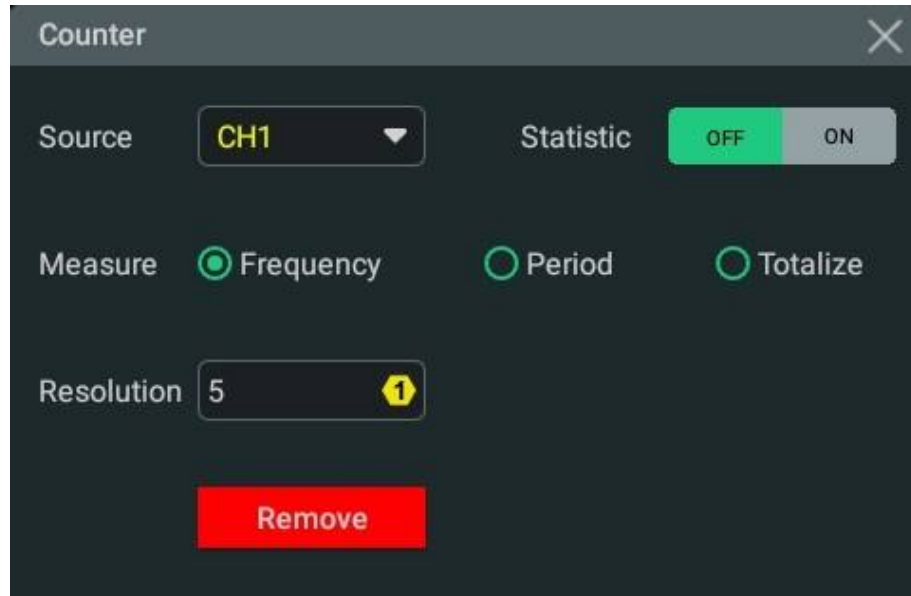 Counter
Source CH1 Statistic OFF ON
Measure Frequency Period Totalize
Resolution 5 1
Remove